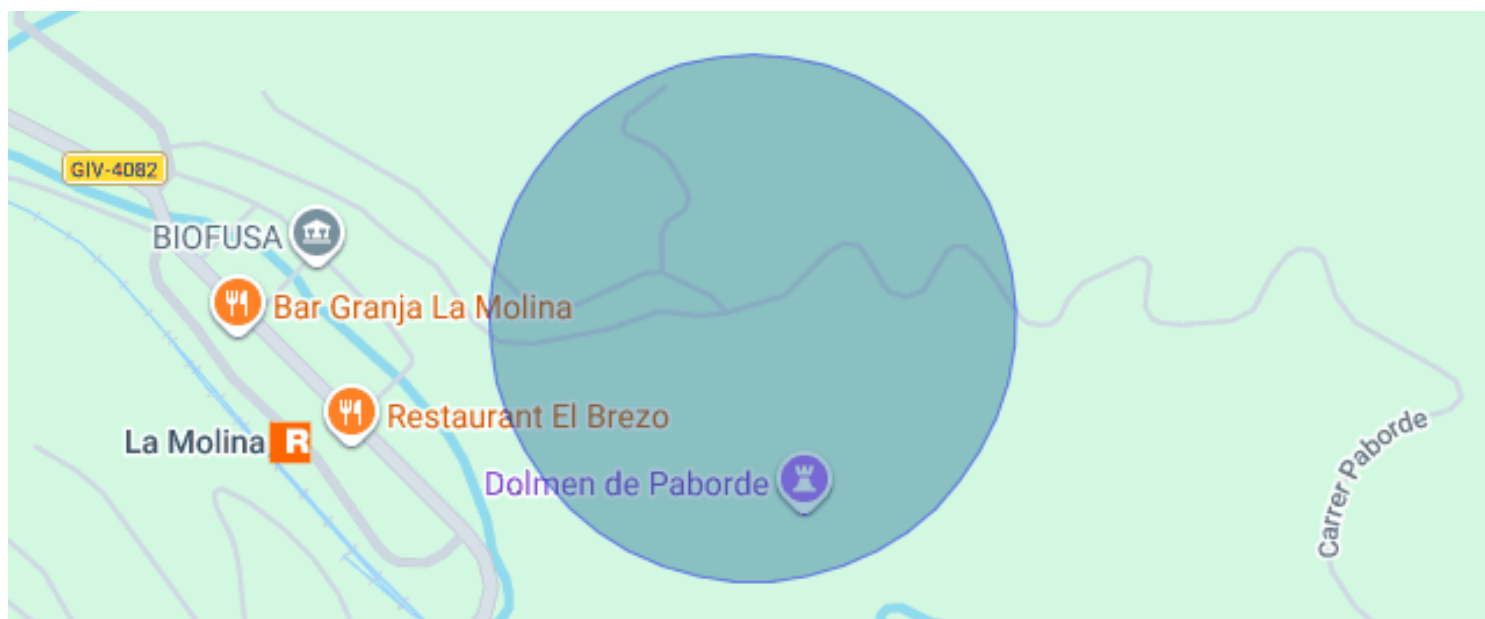 GIV-4082
BIOFUSA
Bar Granja La Molina
Restaurant El Brezo
La Molina R
Dolmen de Paborde
Carrer Paborde